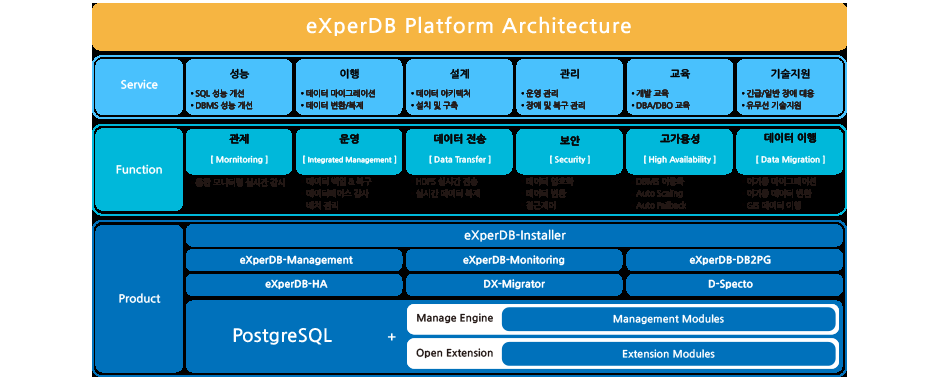 eXperDB Platform Architecture
Service
성능
• SQL 성능 개선
• DBMS 성능 개선
이행
• 데이터 마이그레이션
• 데이터 변환/복제
설계
• 데이터 아키텍처
• 설치 및 구축
관리
• 운영 관리
• 장애 및 복구 관리
교육
• 개발 교육
• DBA/DBO 교육
기술지원
• 긴급/일반 장애 대응
• 유무선 기술지원
Function
관제
[ Mornitoring ]
통합 모니터링 실시간 감시
운영
[ Integrated Management ]
데이터 백업 & 복구
데이터베이스 감사
배치 관리
데이터 전송
[ Data Transfer ]
HDFS 실시간 전송
실시간 데이터 복제
보안
[ Security ]
데이터 암호화
데이터 변환
접근제어
고가용성
[ High Availability ]
DBMS 이중화
Auto Scaling
Auto Failback
데이터 이행
[ Data Migration ]
이기종 마이그레이션
이기종 데이터 변환
GIS 데이터 이행
Product
eXperDB-Installer
eXperDB-Management
eXperDB-Monitoring
eXperDB-DB2PG
eXperDB-HA
DX-Migrator
D-Specto
PostgreSQL
+
Manage Engine
Management Modules
Open Extension
Extension Modules